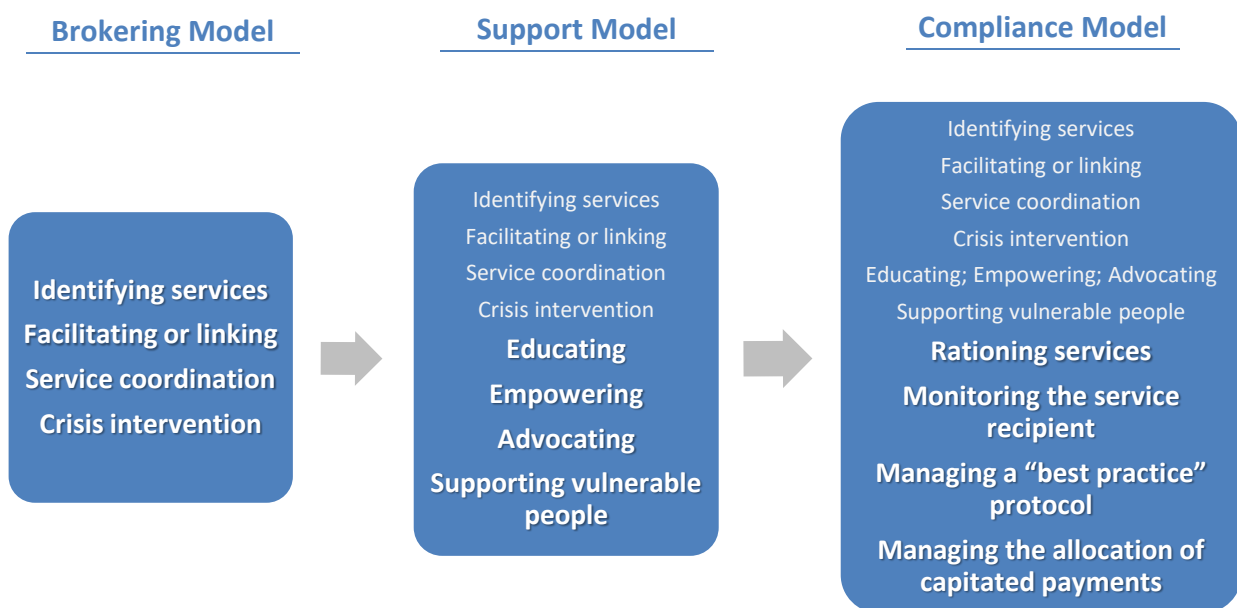 Brokering Model
Identifying services
Facilitating or linking
Service coordination
Crisis intervention
Support Model
Identifying services
Facilitating or linking
Service coordination
Crisis intervention
Educating
Empowering
Advocating
Supporting vulnerable
people
Compliance Model
Identifying services
Facilitating or linking
Service coordination
Crisis intervention
Educating; Empowering; Advocating
Supporting vulnerable people
Rationing services
Monitoring the service
recipient
Managing a “best practice”
protocol
Managing the allocation of
capitated payments